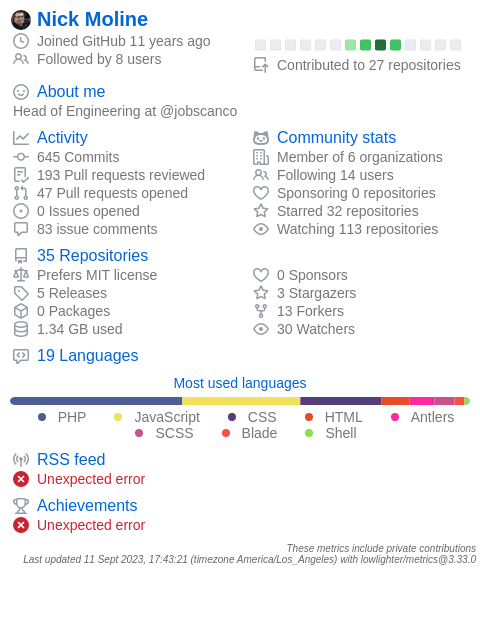 Nick Moline
Joined GitHub 11 years ago
Followed by 8 users
Contributed to 27 repositories
About me
Head of Engineering at @jobscanco
Activity
645 Commits
193 Pull requests reviewed
47 Pull requests opened
0 Issues opened
83 issue comments
Community stats
Member of 6 organizations
Following 14 users
Sponsoring 0 repositories
Starred 32 repositories
Watching 113 repositories
35 Repositories
Prefers MIT license
5 Releases
0 Packages
1.34 GB used
0 Sponsors
3 Stargazers
13 Forkers
30 Watchers
19 Languages
Most used languages
PHP JavaScript CSS HTML Antlers
SCSS Blade Shell
RSS feed
Unexpected error
Achievements
Unexpected error
These metrics include private contributions
Last updated 11 Sept 2023, 17:43:21 (timezone America/Los_Angeles) with lowlighter/metrics@3.33.0